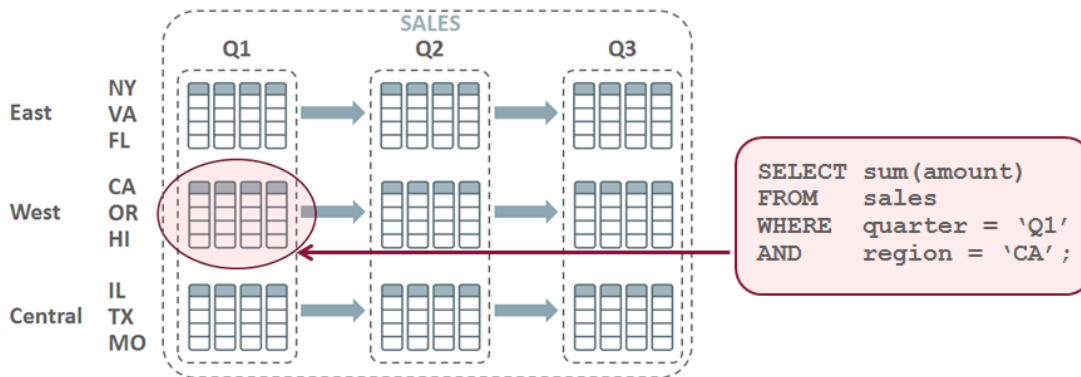 SALES
Q1 Q2 Q3
East
NY
VA
FL
West
CA
OR
HI
Central
IL
TX
MO
SELECT sum(amount)
FROM sales
WHERE quarter = ‘Q1’
AND region = ‘CA’;